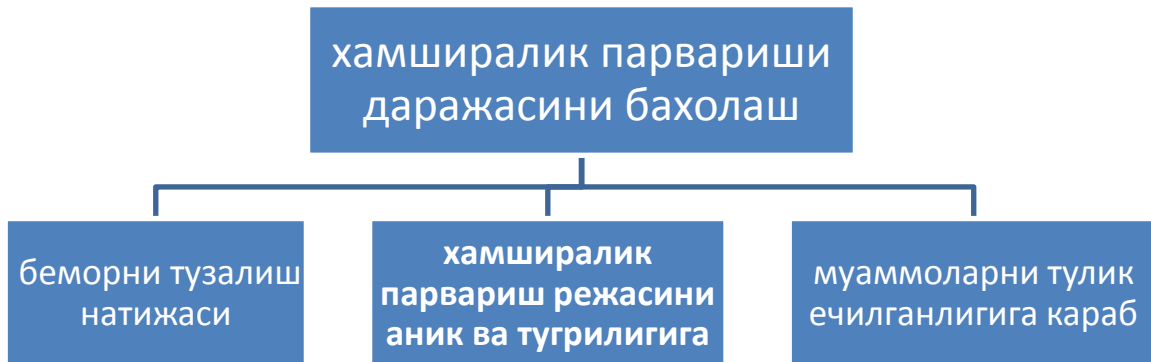 хамширалик парвариши
даражасини бахолаш
беморни тузалиш
натижаси
хамширалик
парвариш режасини
аник ва тугрилигига
муаммоларни тулик
ечилганлигига караб